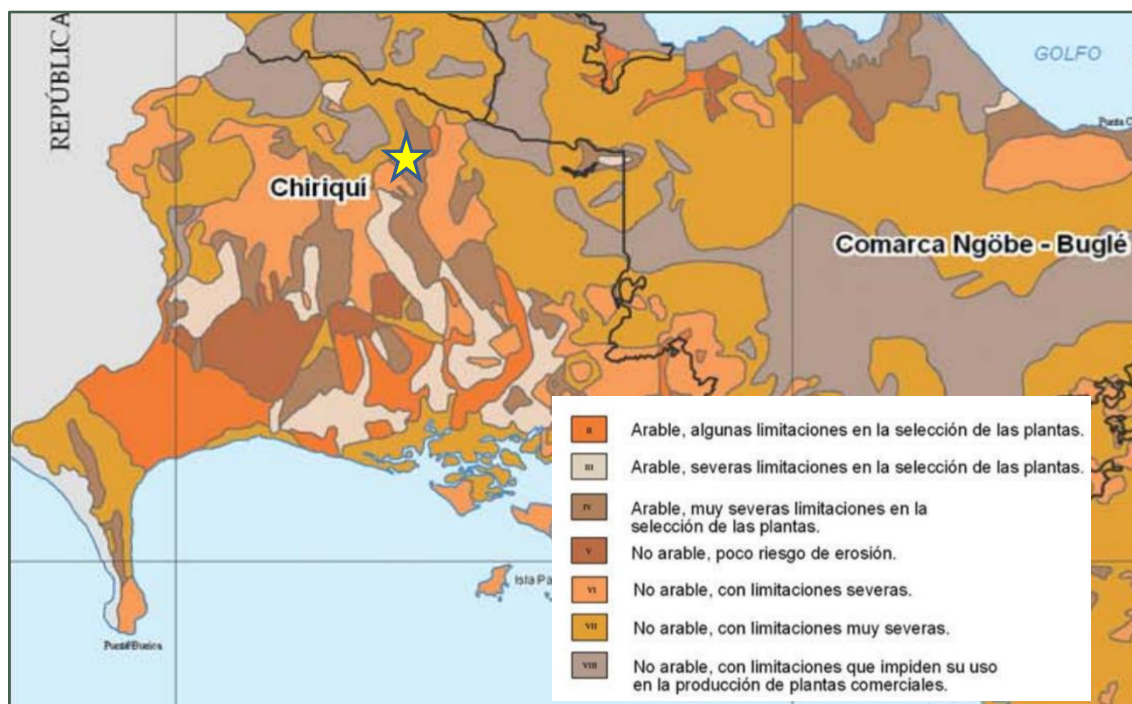 REPÚBLICA
GOLFO
Chiriquí
Comarca Ngöbe - Buglé
II Arable, algunas limitaciones en la selección de las plantas.
III Arable, severas limitaciones en la selección de las plantas.
IV Arable, muy severas limitaciones en la
selección de las plantas.
V No arable, poco riesgo de erosión.
VI No arable, con limitaciones severas.
VII No arable, con limitaciones muy severas.
VIII No arable, con limitaciones que impiden su uso
en la producción de plantas comerciales.
Isla Pa
Punta Burica